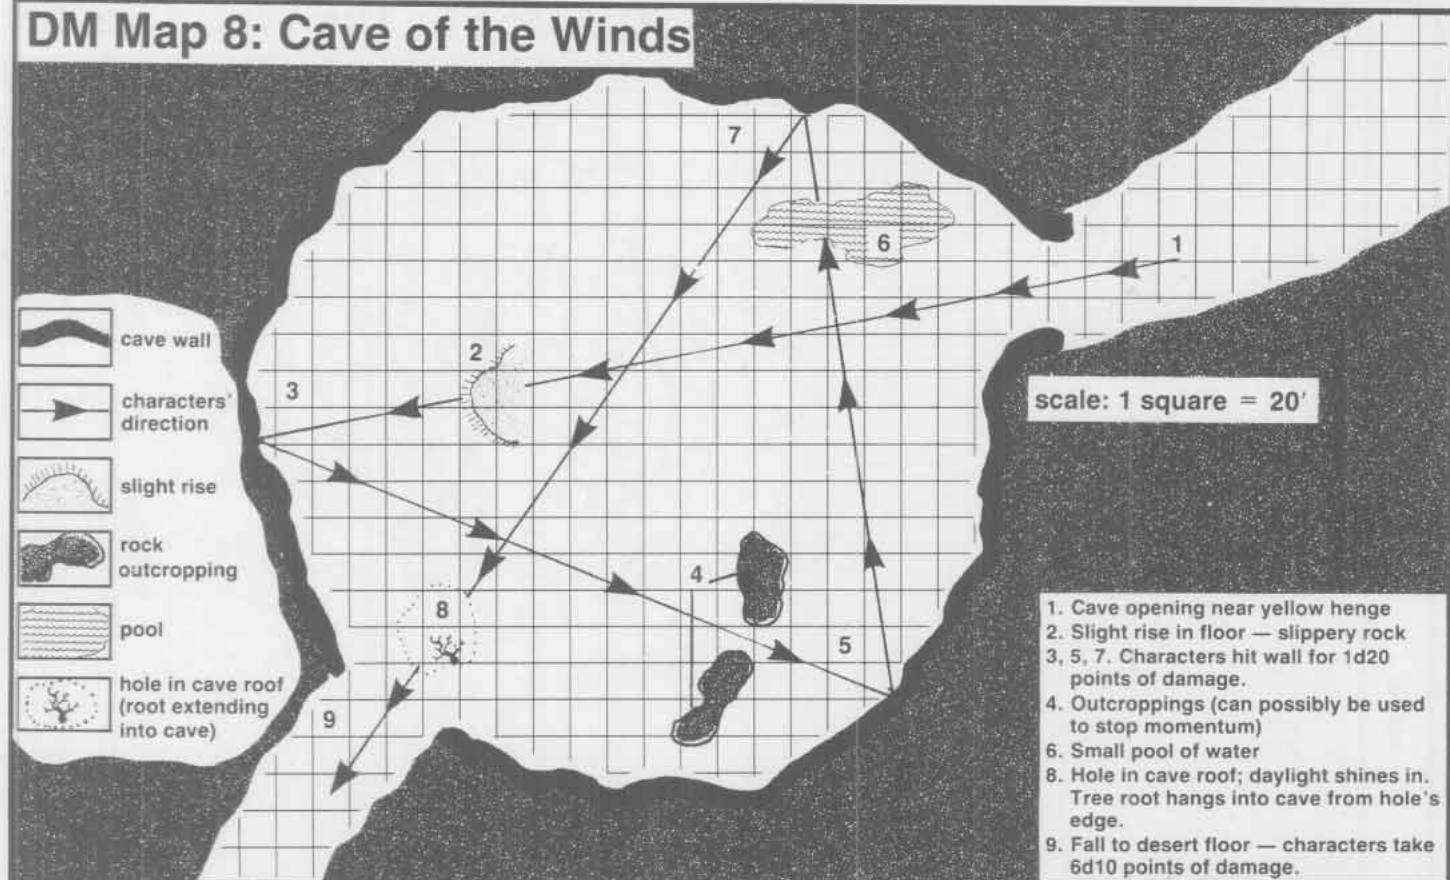 DM Map 8: Cave of the Winds
7
6
1
2
3
cave wall
characters'
direction
slight rise
rock
outcropping
pool
hole in cave roof
(root extending
into cave)
scale: 1 square = 20'
4
5
8
9
1. Cave opening near yellow henge
2. Slight rise in floor — slippery rock
3, 5, 7. Characters hit wall for 1d20
points of damage.
4. Outcroppings (can possibly be used
to stop momentum)
6. Small pool of water
8. Hole in cave roof; daylight shines in.
Tree root hangs into cave from hole's
edge.
9. Fall to desert floor — characters take
6d10 points of damage.